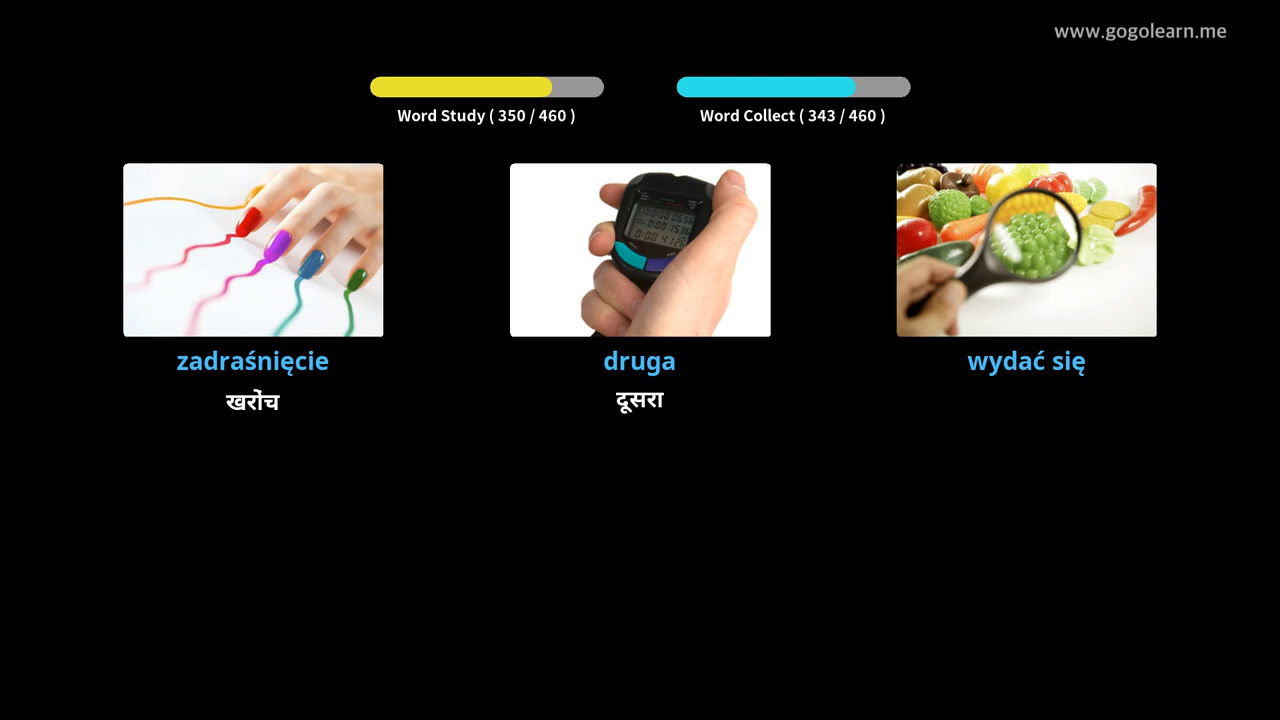 www.gogolearn.me
Word Study ( 350 / 460 )
Word Collect ( 343 / 460 )
zadraśnięcie
druga
wydać się
खरोंच
दूसरा